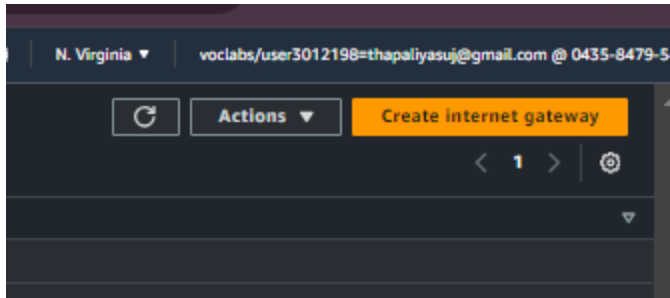 N. Virginia ▼ voclabs/user3012198=thapaliyasuj@gmail.com @ 0435-8479-5
Actions ▼ Create internet gateway
1